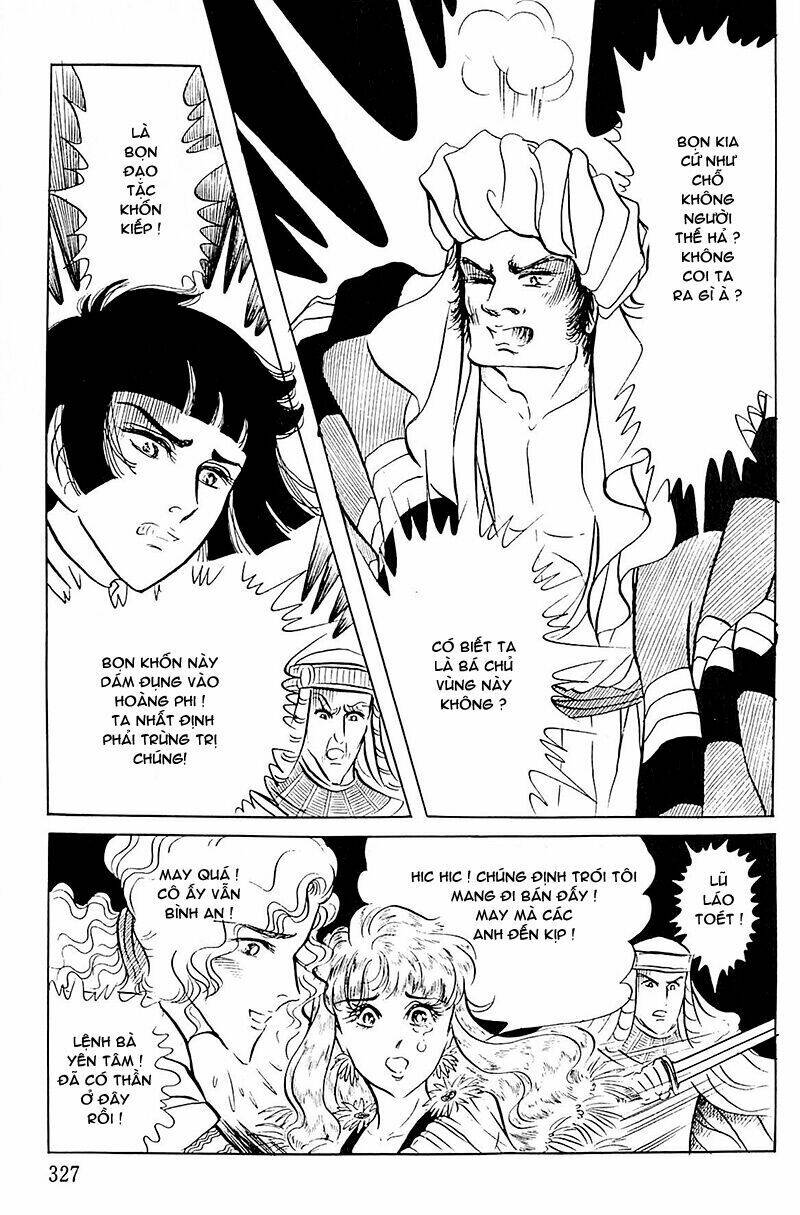 BỌN KIA
CỨ NHƯ
CHỖ
KHÔNG
NGƯỜI
THẾ HẢ ?
KHÔNG
COI TA
RA GÌ À ?
CÓ BIẾT TA
LÀ BÁ CHỦ
VÙNG NÀY
KHÔNG ?
LÀ
BỌN
ĐẠO
TẶC
KHỐN
KIẾP !
BỌN KHỐN NÀY
DÁM ĐỤNG VÀO
HOÀNG PHI !
TA NHẤT ĐỊNH
PHẢI TRỪNG TRỊ
CHÚNG!
MAY QUÁ !
CÔ ẤY VẪN
BÌNH AN !
HIC HIC ! CHÚNG ĐỊNH TRÓI TÔI
MANG ĐI BÁN ĐẤY !
MAY MÀ CÁC
ANH ĐẾN KỊP !
LŨ
LÁO
TOÉT !
LỆNH BÀ
YÊN TÂM !
ĐÃ CÓ THẦN
Ở ĐÂY
RỒI !
327